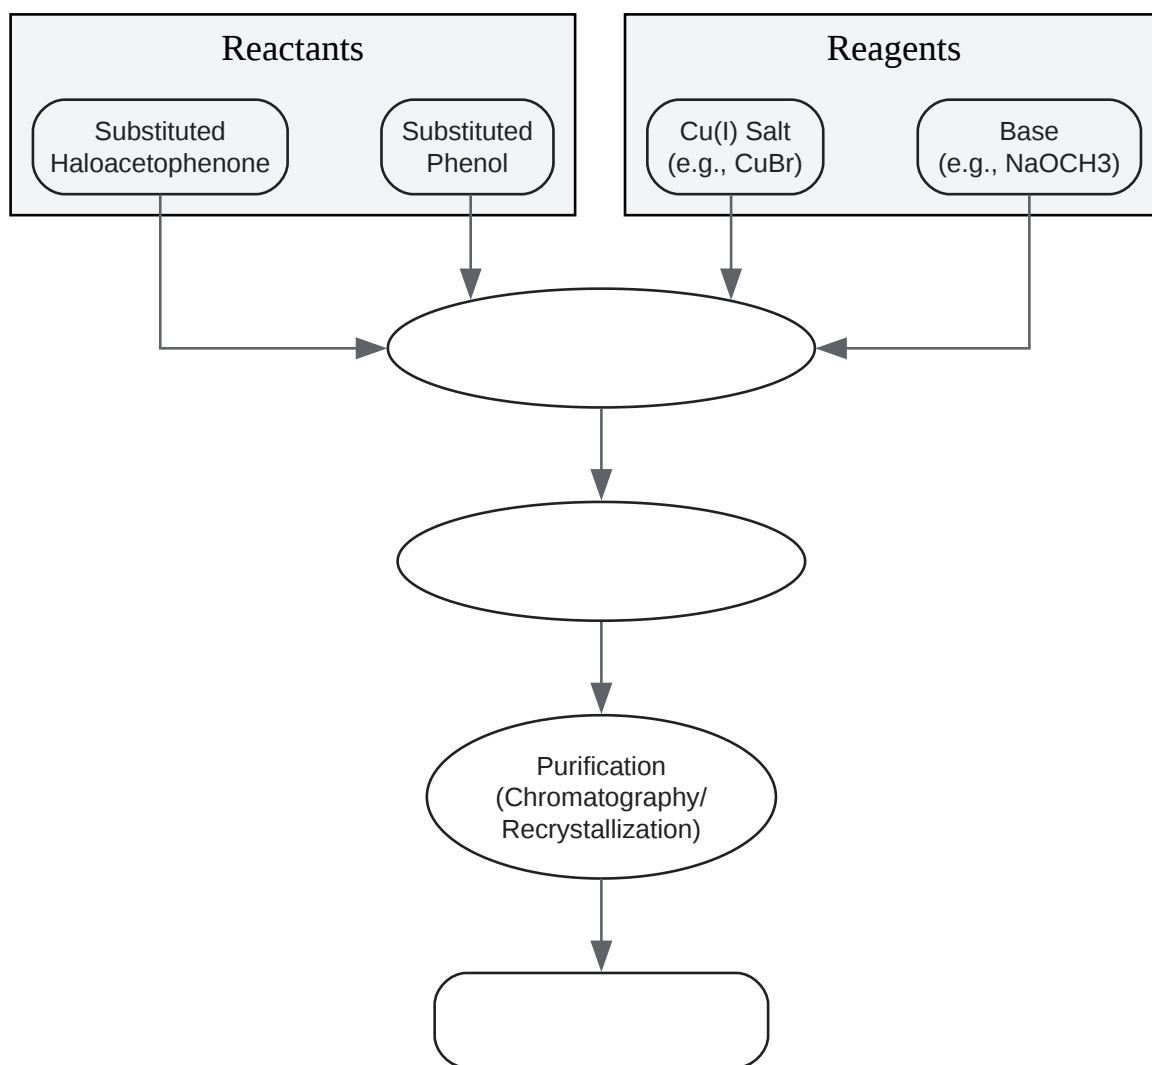 Reactants
Reagents
Substituted
Haloacetophenone
Substituted
Phenol
Cu(I) Salt
(e.g., CuBr)
Base
(e.g., NaOCH3)
Purification
(Chromatography/
Recrystallization)